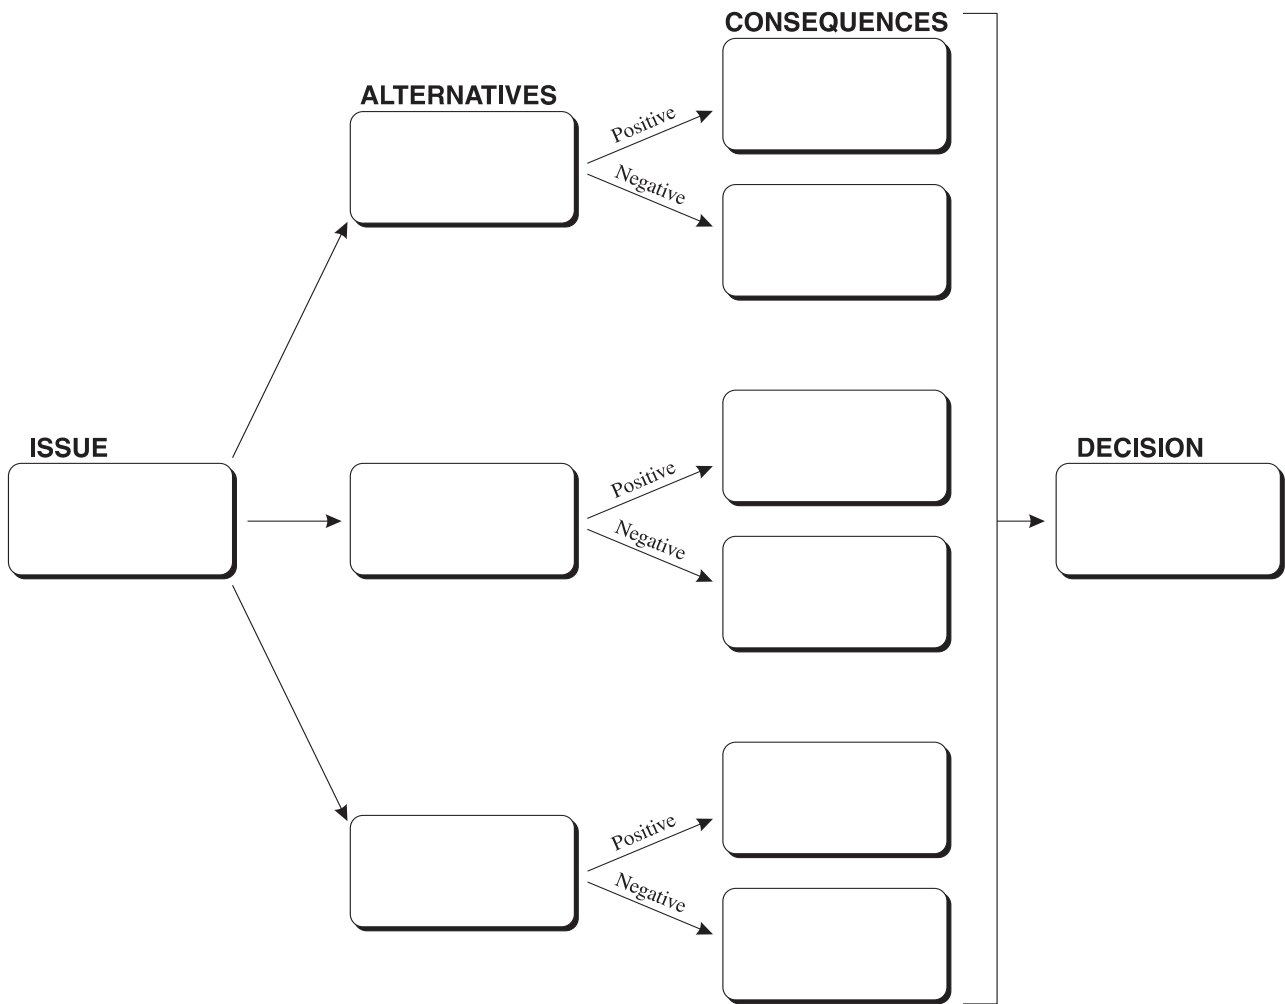 CONSEQUENCES
ALTERNATIVES
Positive
Negative
ISSUE
Positive
Negative
DECISION
Positive
Negative